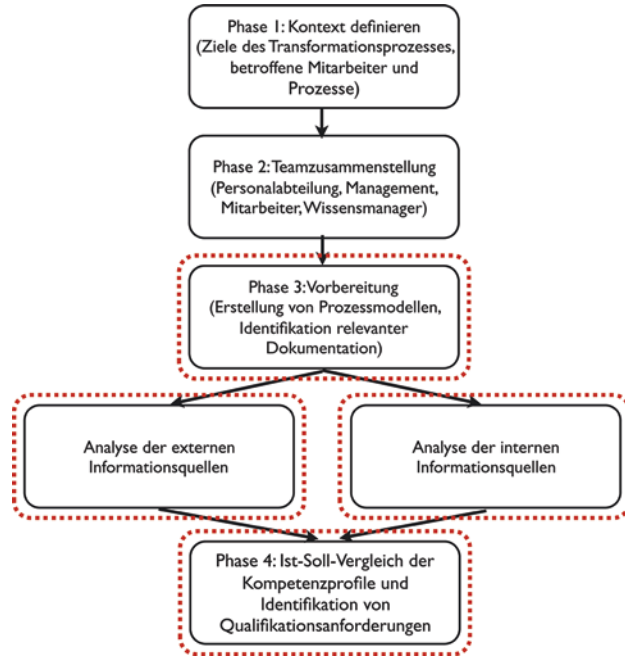 Phase 1: Kontext definieren
(Ziele des Transformationsprozesses,
betroffene Mitarbeiter und
Prozesse)
Phase 2: Teamzusammenstellung
(Personalabteilung, Management,
Mitarbeiter, Wissensmanager)
Phase 3: Vorbereitung
(Erstellung von Prozessmodellen,
Identifikation relevanter
Dokumentation)
Analyse der externen
Informationsquellen
Analyse der internen
Informationsquellen
Phase 4: Ist-Soll-Vergleich der
Kompetenzprofile und
Identifikation von
Qualifikationsanforderungen